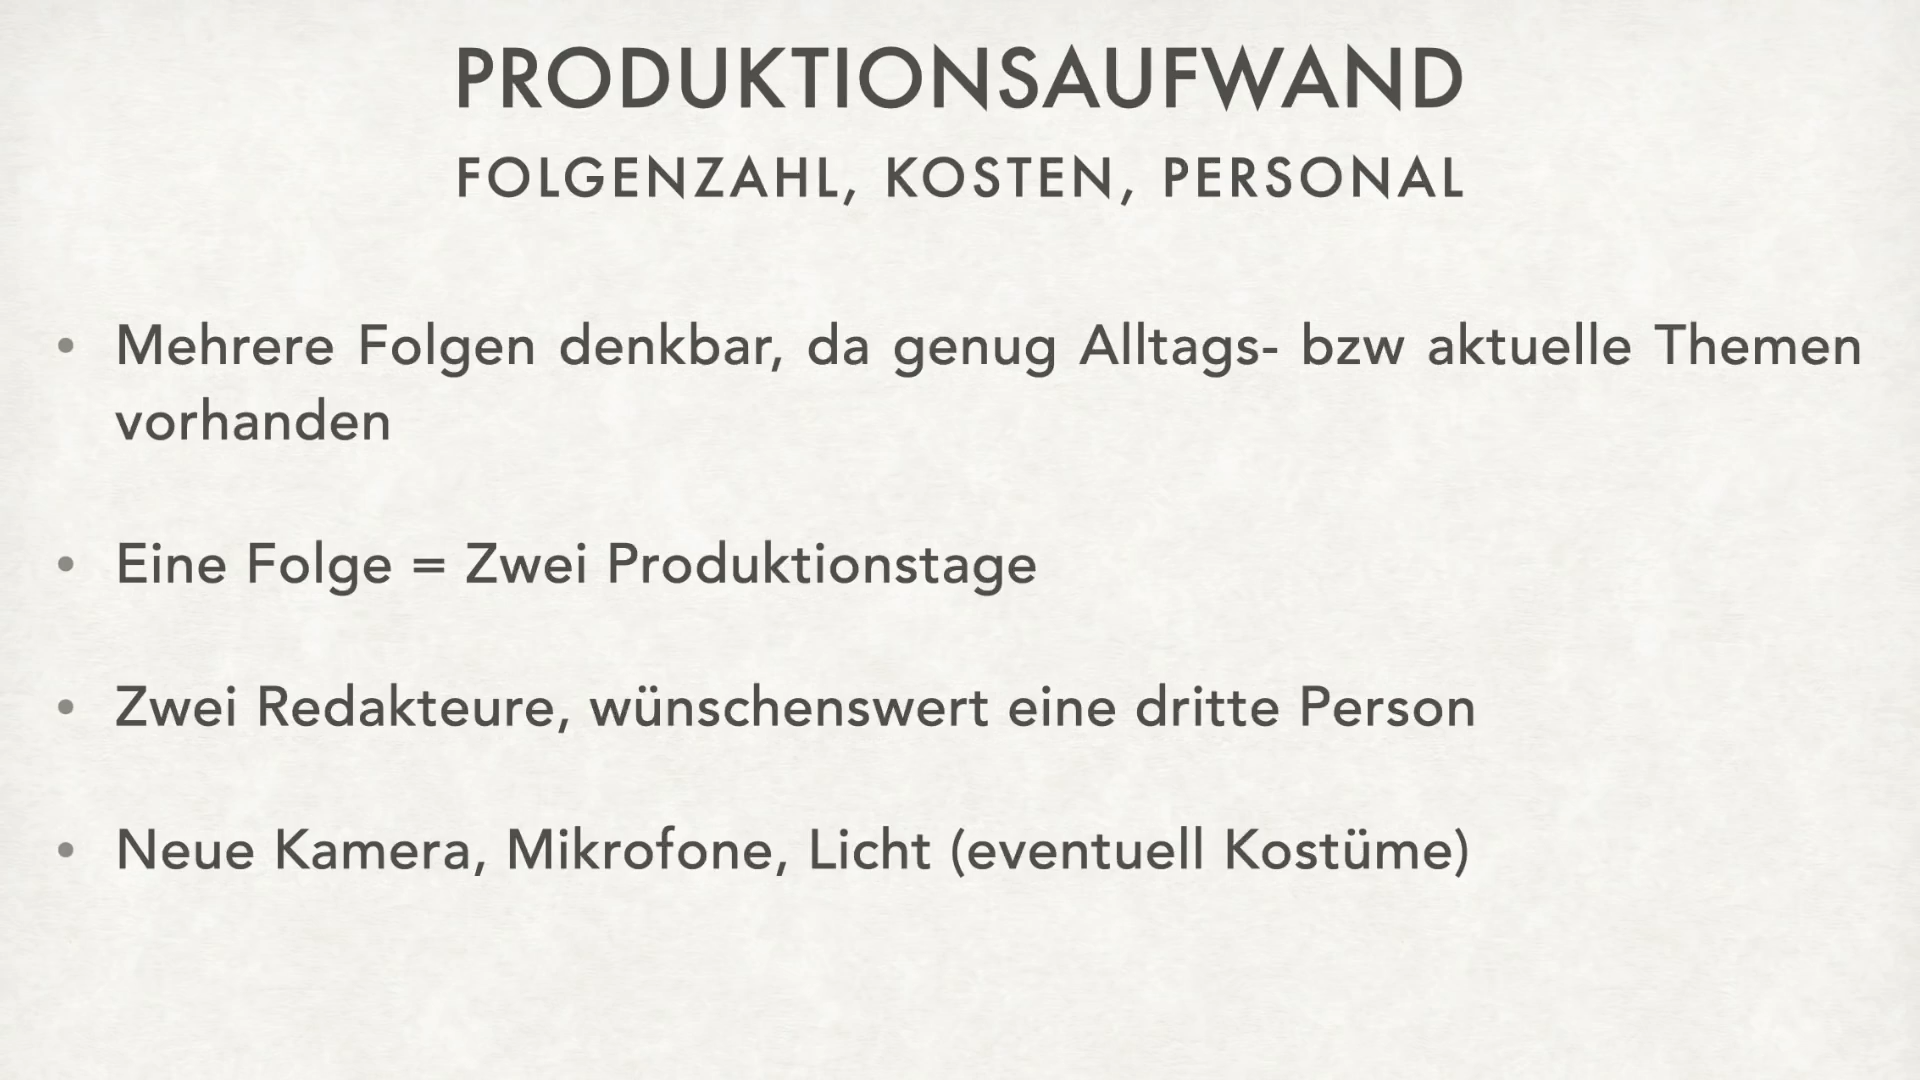 PRODUKTIONSAUFWAND
FOLGENZAHL, KOSTEN, PERSONAL
• Mehrere Folgen denkbar, da genug Alltags- bzw aktuelle Themen
vorhanden
• Eine Folge = Zwei Produktionstage
• Zwei Redakteure, wünschenswert eine dritte Person
• Neue Kamera, Mikrofone, Licht (eventuell Kostüme)